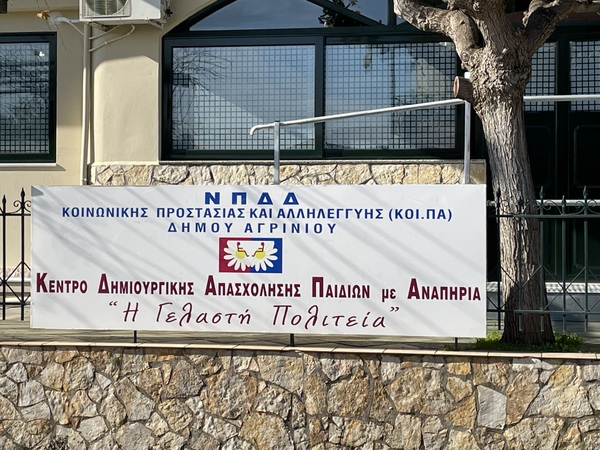 ΝΠΔΔ
ΚΟΙΝΩΝΙΚΗΣ ΠΡΟΣΤΑΣΙΑΣ ΚΑΙ ΑΛΛΗΛΕΓΓΥΗΣ (ΚΟΙ.ΠΑ)
ΔΗΜΟΥ ΑΓΡΙΝΙΟΥ
ΚΕΝΤΡΟ ΔΗΜΙΟΥΡΓΙΚΗΣ ΑΠΑΣΧΟΛΗΣΗΣ ΠΑΙΔΙΩΝ με ΑΝΑΠΗΡΙΑ
"Η Γελαστή Πολιτεία"